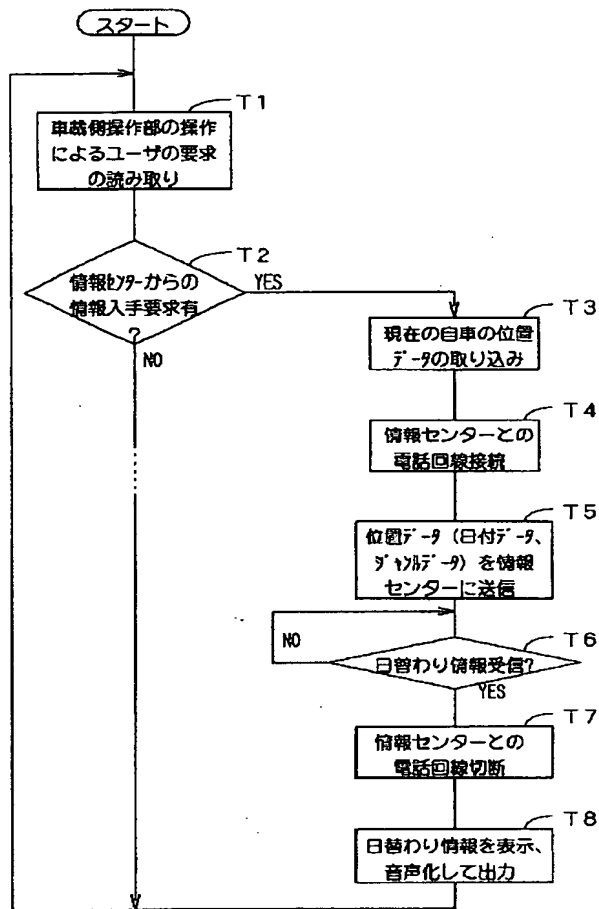 スタート
T1
車載側操作部の操作
によるユーザの要求
の読み取り
T2
情報ｾﾝﾀｰからの
情報入手要求有
?
YES
NO
T3
現在の自車の位置
ﾃﾞｰﾀの取り込み
T4
情報センターとの
電話回線接続
T5
位置ﾃﾞｰﾀ（日付ﾃﾞｰﾀ、
ｼﾞｬﾝﾙﾃﾞｰﾀ）を情報
センターに送信
T6
NO
日替わり情報受信?
YES
T7
情報センターとの
電話回線切断
T8
日替わり情報を表示、
音声化して出力